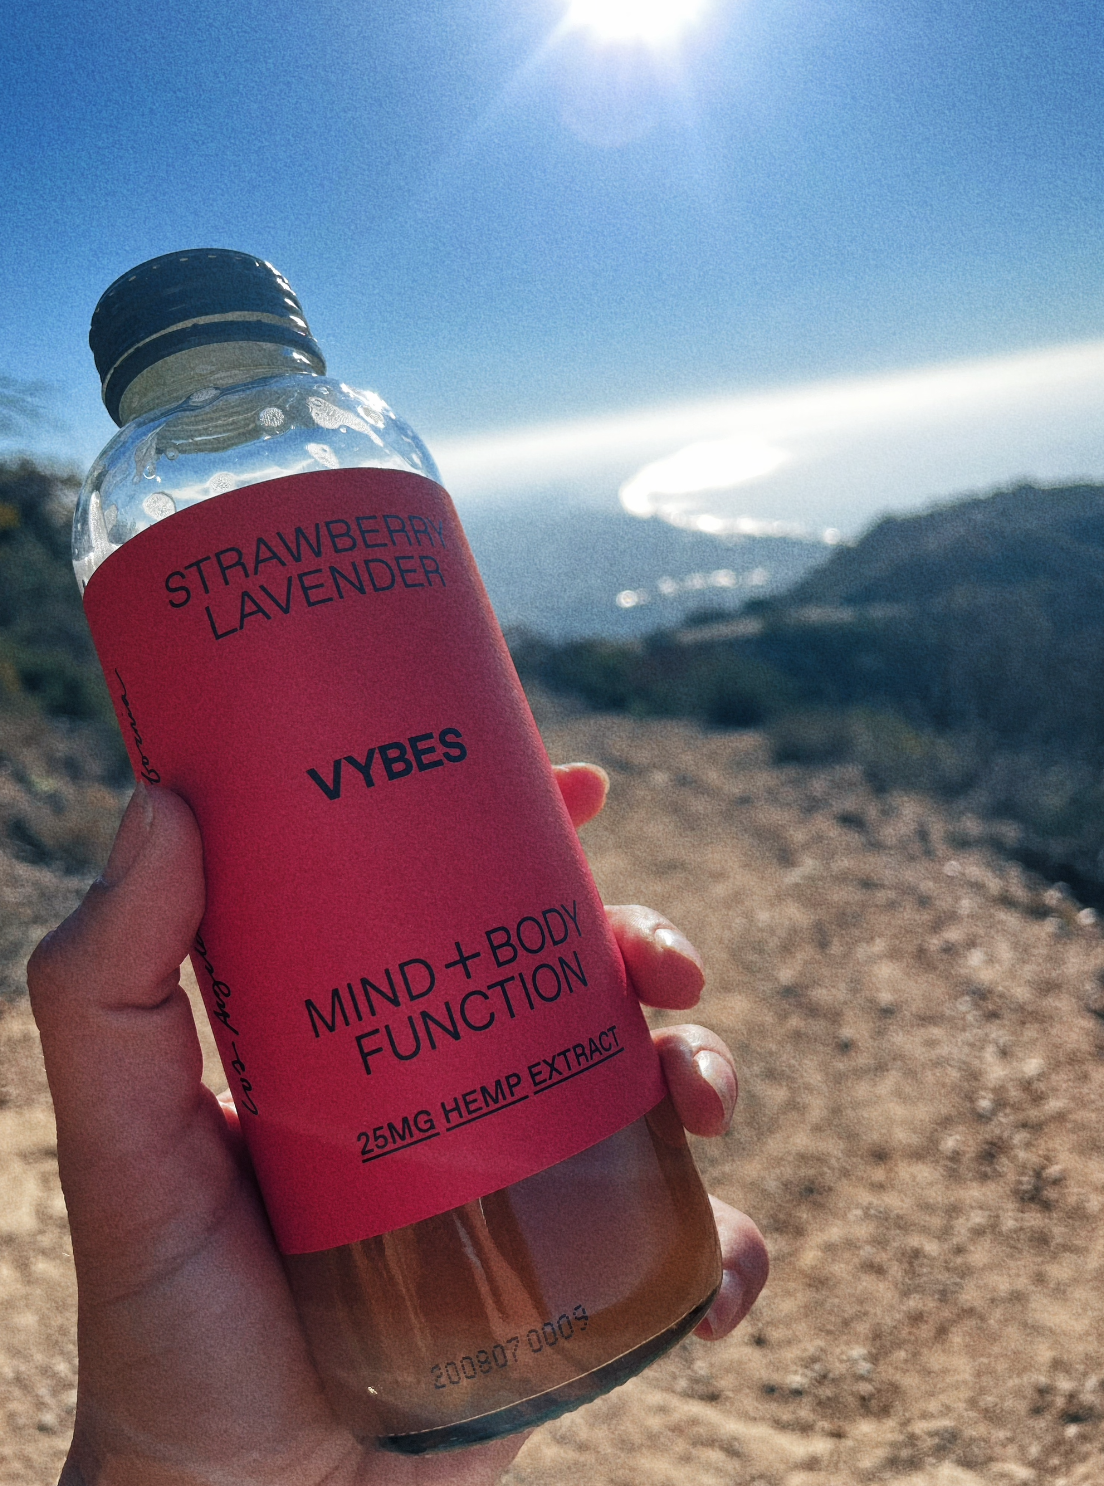 STRAWBERRY
LAVENDER
VYBES
MIND + BODY
FUNCTION
25MG HEMP EXTRACT
200807 0009